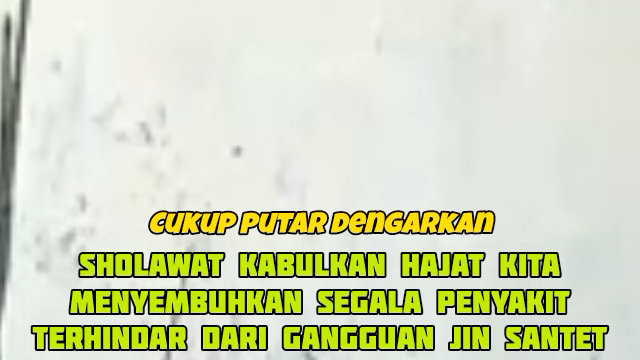 CUKUP PUTAR DENGARKAN
SHOLAWAT KABULKAN HAJAT KITA
MENYEMBUHKAN SEGALA PENYAKIT
TERHINDAR DARI GANGGUAN JIN SANTET